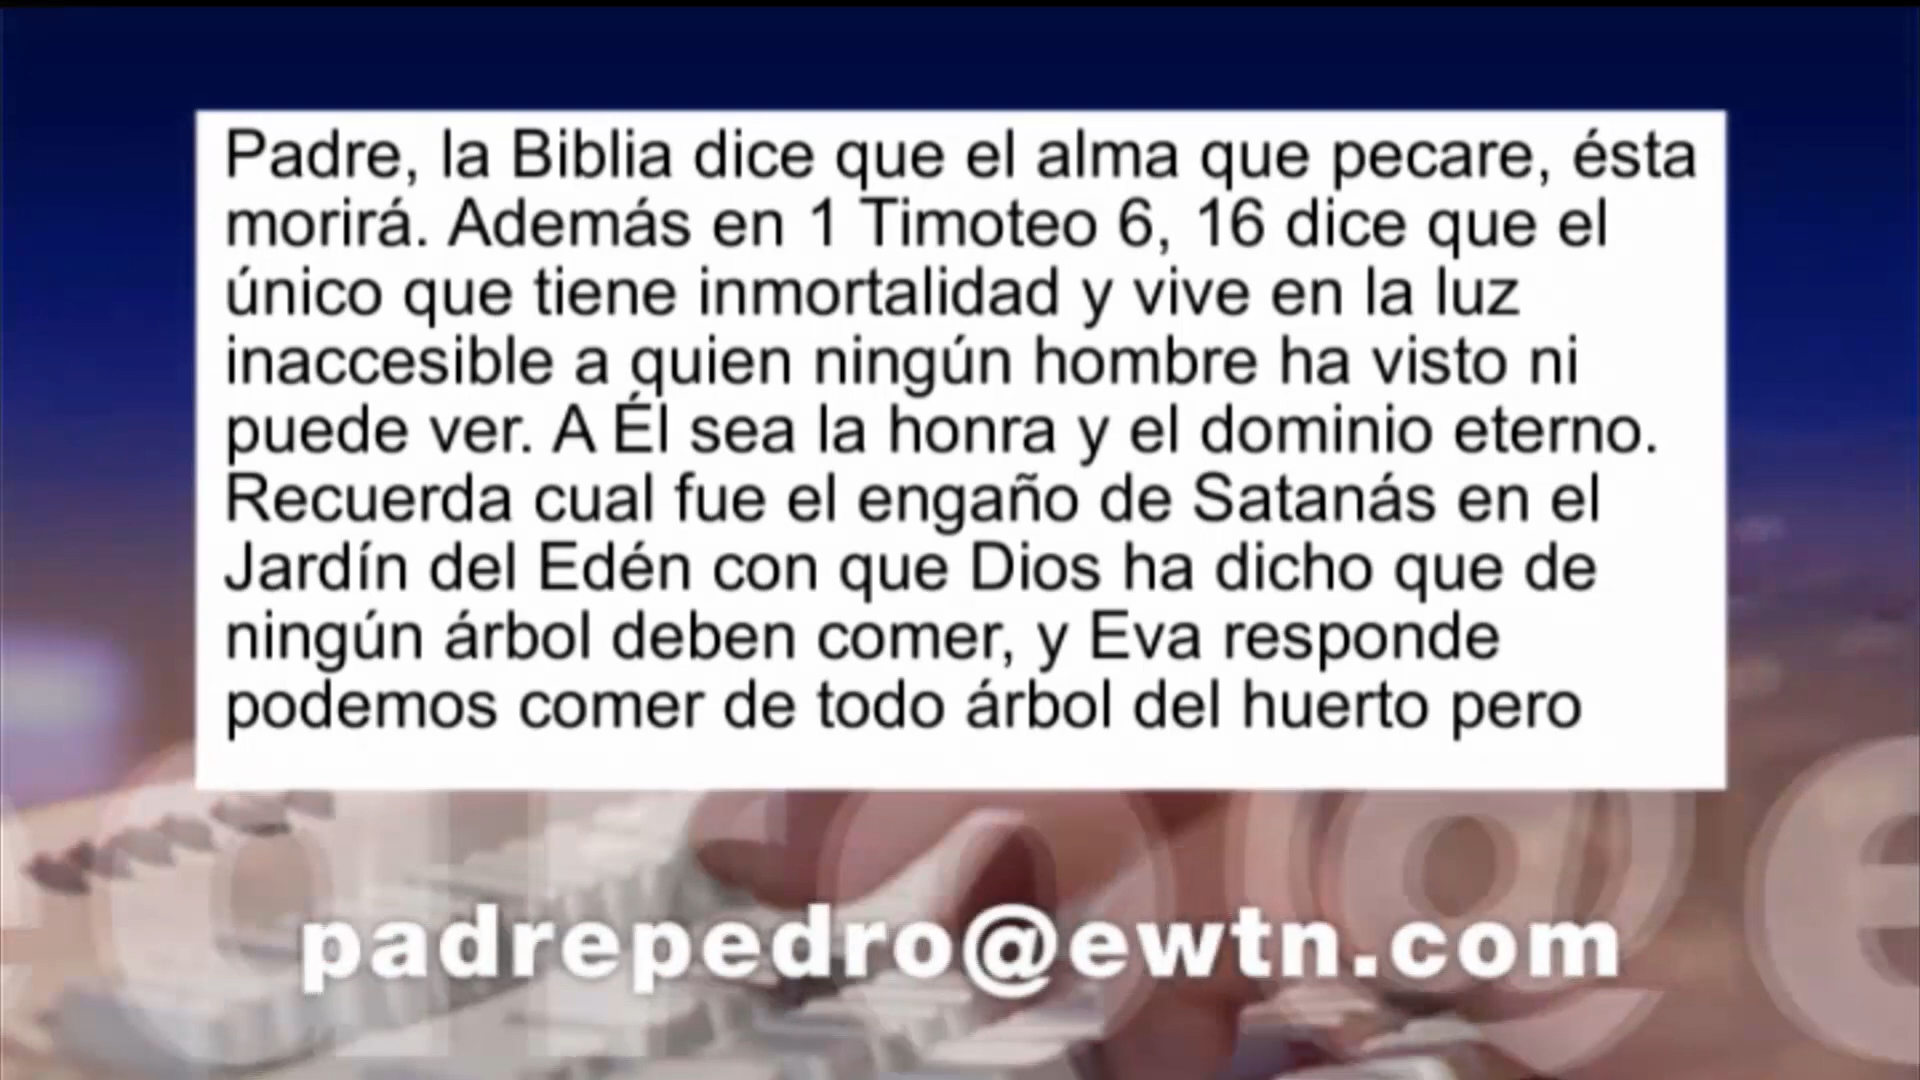 Padre, la Biblia dice que el alma que pecare, ésta
morirá. Además en 1 Timoteo 6, 16 dice que el
único que tiene inmortalidad y vive en la luz
inaccesible a quien ningún hombre ha visto ni
puede ver. A Él sea la honra y el dominio eterno.
Recuerda cual fue el engaño de Satanás en el
Jardín del Edén con que Dios ha dicho que de
ningún árbol deben comer, y Eva responde
podemos comer de todo árbol del huerto pero
padrepedro@ewtn.com